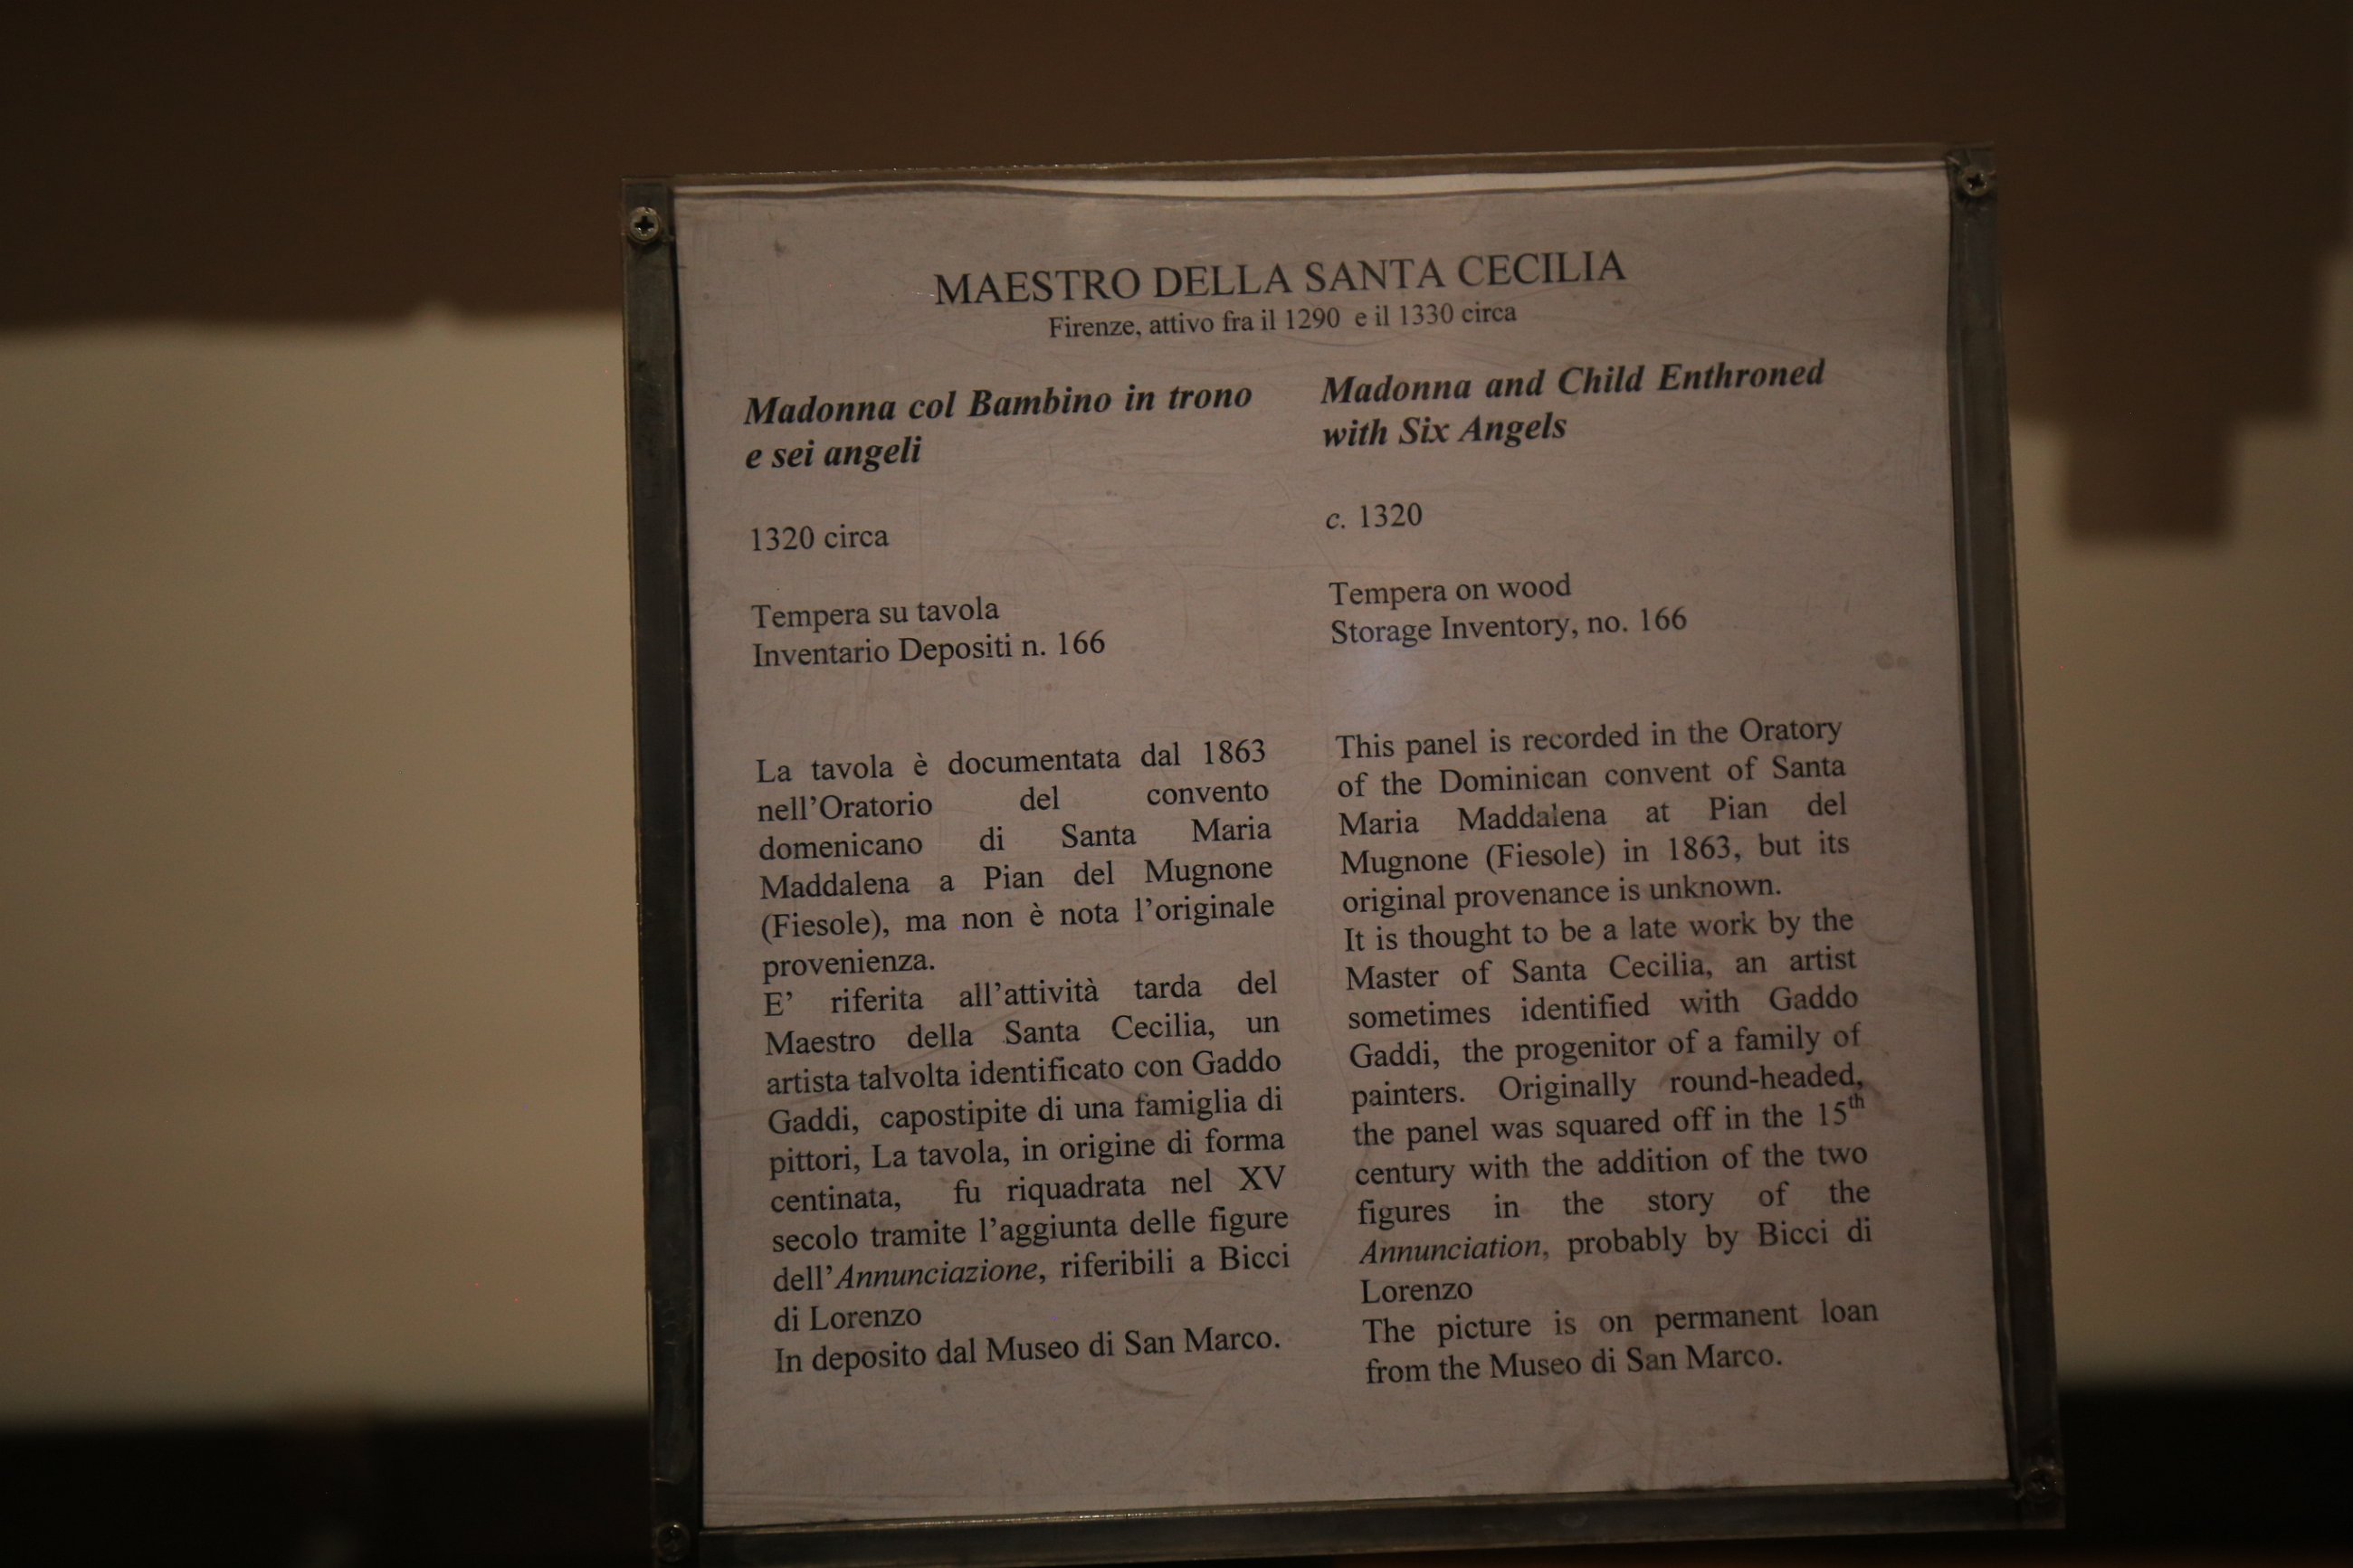 MAESTRO DELLA SANTA CECILIA
Firenze, attivo fra il 1290 e il 1330 circa
Madonna col Bambino in trono
e sei angeli
1320 circa
Tempera su tavola
Inventario Depositi n. 166
La tavola è documentata dal 1863
nell’Oratorio del convento
domenicano di Santa Maria
Maddalena a Pian del Mugnone
(Fiesole), ma non è nota l’originale
provenienza.
E’ riferita all’attività tarda del
Maestro della Santa Cecilia, un
artista talvolta identificato con Gaddo
Gaddi, capostipite di una famiglia di
pittori, La tavola, in origine di forma
centinata, fu riquadrata nel XV
secolo tramite l’aggiunta delle figure
dell’Annunciazione, riferibili a Bicci
di Lorenzo
In deposito dal Museo di San Marco.
Madonna and Child Enthroned
with Six Angels
c. 1320
Tempera on wood
Storage Inventory, no. 166
This panel is recorded in the Oratory
of the Dominican convent of Santa
Maria Maddalena at Pian del
Mugnone (Fiesole) in 1863, but its
original provenance is unknown.
It is thought to be a late work by the
Master of Santa Cecilia, an artist
sometimes identified with Gaddo
Gaddi, the progenitor of a family of
painters. Originally round-headed,
the panel was squared off in the 15th
century with the addition of the two
figures in the story of the
Annunciation, probably by Bicci di
Lorenzo
The picture is on permanent loan
from the Museo di San Marco.